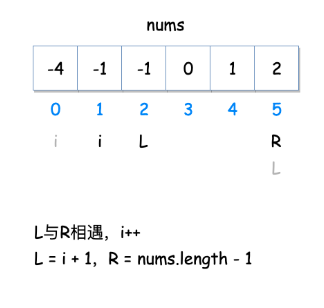 nums
-4 -1 -1 0 1 2
0 1 2 3 4 5
i i L R
L
L与R相遇，i++
L = i + 1,  R = nums.length - 1